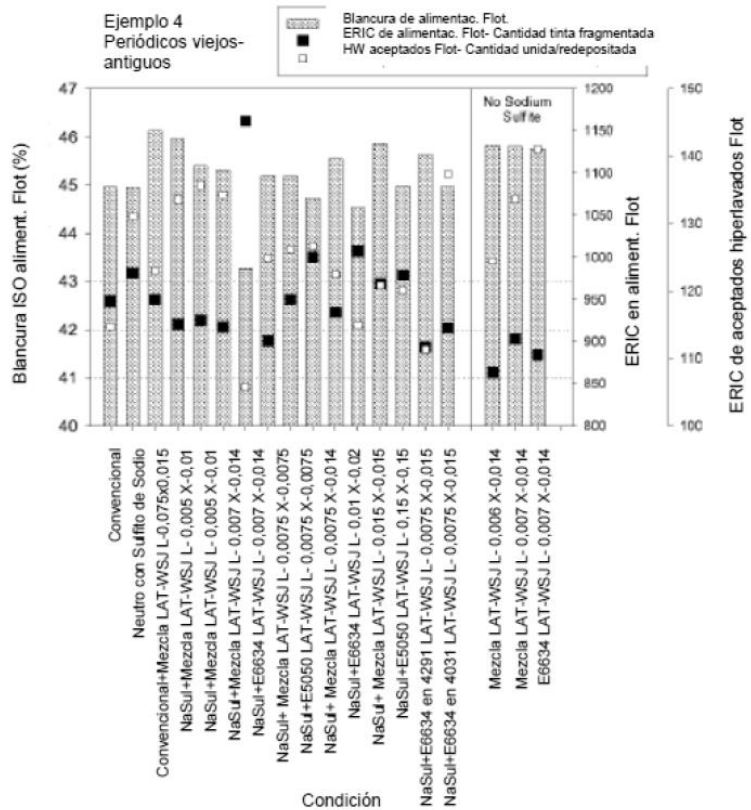 Ejemplo 4
Periódicos viejos-
antiguos
Blancura de alimentac. Flot.
ERIC de alimentac. Flot- Cantidad tinta fragmentada
HW aceptados Flot- Cantidad unida/redepositada
No Sodium
Sulfite
Blancura ISO aliment. Flot (%)
47
46
45
44
43
42
41
40
1200
1150
1100
1050
1000
950
900
850
800
ERIC en aliment. Flot
150
140
130
120
110
100
ERIC de aceptados hiperlavados Flot
Convencional
Neutro con Sulfito de Sodio
Convencional+Mezcla LAT-WSJ L-0,075x0,015
NaSul+Mezcla LAT-WSJ L- 0,005 X-0,01
NaSul+Mezcla LAT-WSJ L- 0,005 X-0,01
NaSul+Mezcla LAT-WSJ L- 0,007 X-0,014
NaSul+E6634 LAT-WSJ L- 0,007 X-0,014
NaSul+ Mezcla LAT-WSJ L- 0,0075 X-0,0075
NaSul+E5050 LAT-WSJ L- 0,0075 X-0,0075
NaSul+ Mezcla LAT-WSJ L- 0,0075 X-0,014
NaSul+E6634 LAT-WSJ L- 0,01 X-0,02
NaSul+ Mezcla LAT-WSJ L- 0,015 X-0,015
NaSul+E5050 LAT-WSJ L- 0,15 X-0,15
NaSul+E6634 en 4291 LAT-WSJ L- 0,0075 X-0,015
NaSul+E6634 en 4031 LAT-WSJ L- 0,0075 X-0,015
Mezcla LAT-WSJ L- 0,006 X-0,014
Mezcla LAT-WSJ L- 0,007 X-0,014
E6634 LAT-WSJ L- 0,007 X-0,014
Condición